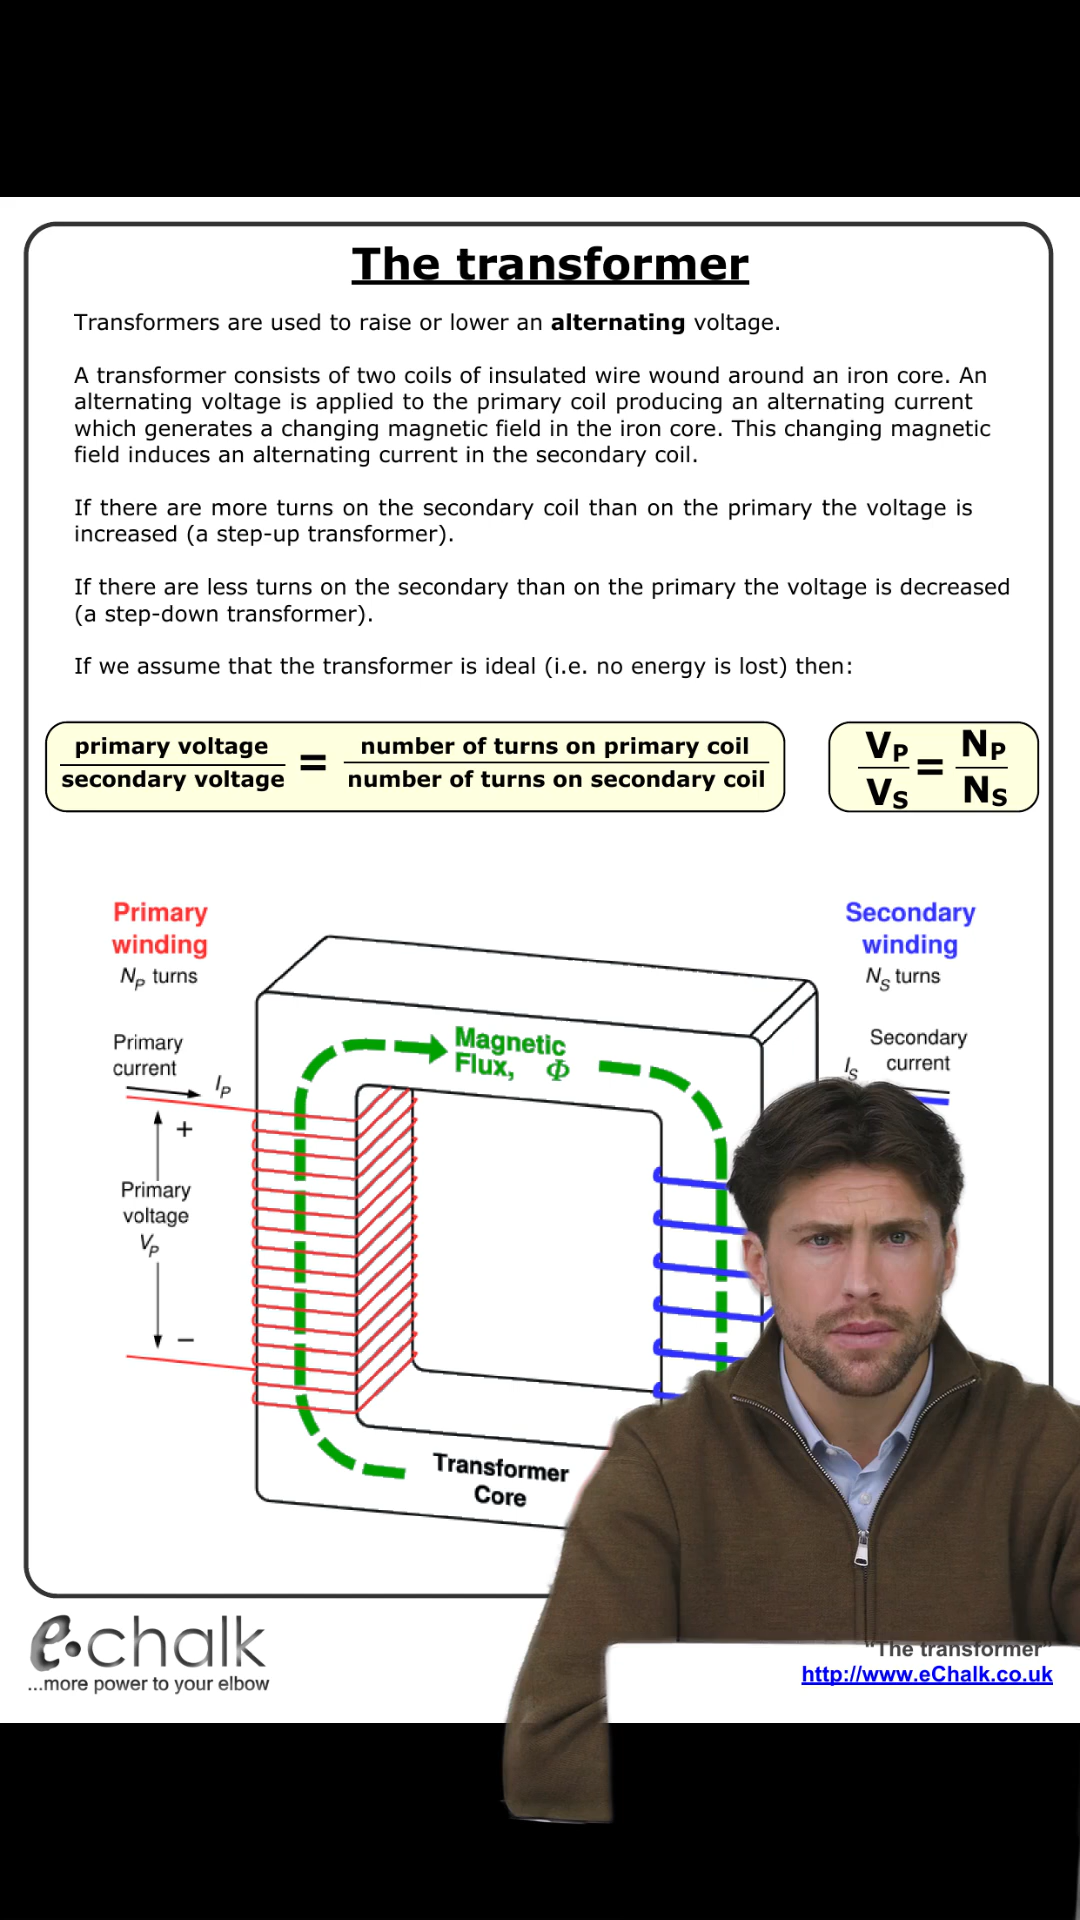 The transformer
Transformers are used to raise or lower an alternating voltage.
A transformer consists of two coils of insulated wire wound around an iron core. An
alternating voltage is applied to the primary coil producing an alternating current
which generates a changing magnetic field in the iron core. This changing magnetic
field induces an alternating current in the secondary coil.
If there are more turns on the secondary coil than on the primary the voltage is
increased (a step-up transformer).
If there are less turns on the secondary than on the primary the voltage is decreased
(a step-down transformer).
If we assume that the transformer is ideal (i.e. no energy is lost) then:
primary voltage
secondary voltage
=
number of turns on primary coil
number of turns on secondary coil
VP
VS
=
NP
NS
Primary
winding
NP turns
Primary
current
IP
+
Primary
voltage
VP
−
Magnetic
Flux, Φ
Transformer
Core
Secondary
winding
NS turns
Secondary
current
IS
e·chalk
...more power to your elbow
"The transformer"
http://www.eChalk.co.uk